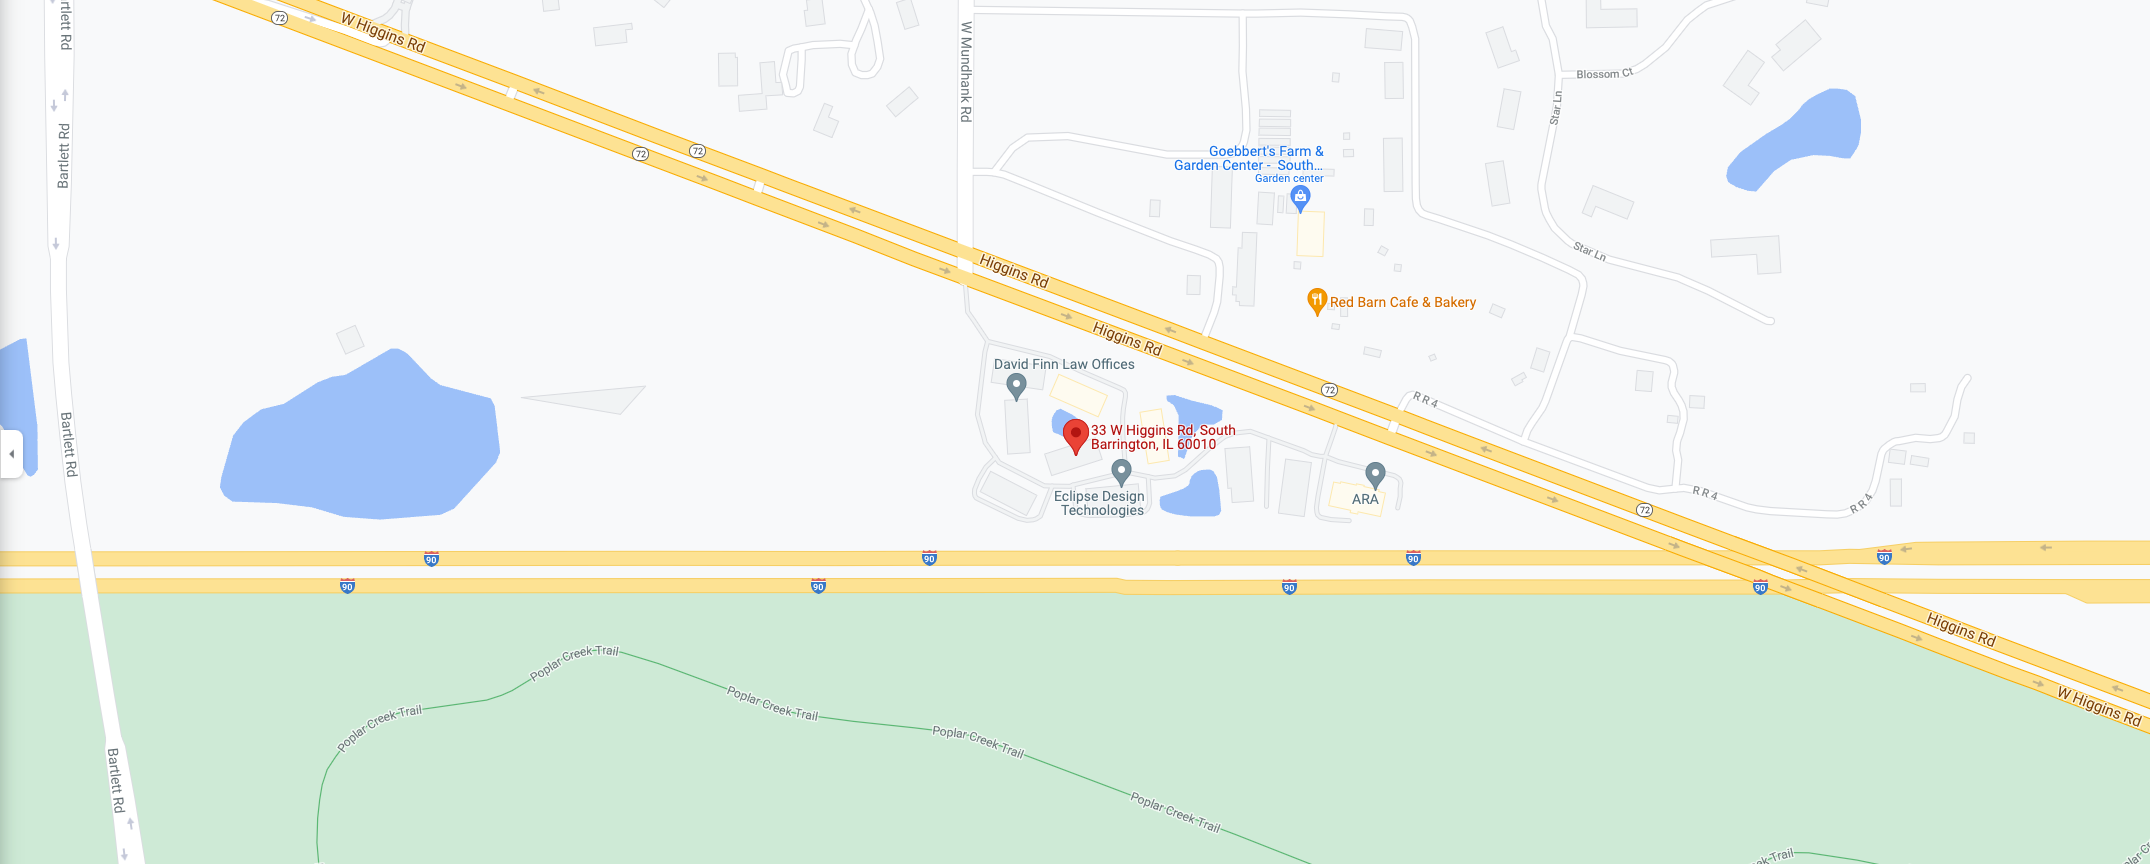 rtlett Rd
72
W Higgins Rd
W Mundhank Rd
Blossom Ct
Star Ln
Bartlett Rd
72
72
Goebbert's Farm &
Garden Center - South...
Garden center
Star Ln
Higgins Rd
Red Barn Cafe & Bakery
Higgins Rd
David Finn Law Offices
72
R R 4
Bartlett Rd
33 W Higgins Rd, South
Barrington, IL 60010
Eclipse Design
Technologies
ARA
R R 4
R R 4
72
90
90
90
90
90
90
90
90
Higgins Rd
Poplar Creek Trail
Poplar Creek Trail
Poplar Creek Trail
Poplar Creek Trail
W Higgins Rd
Bartlett Rd
Poplar Creek Trail
ek Trail